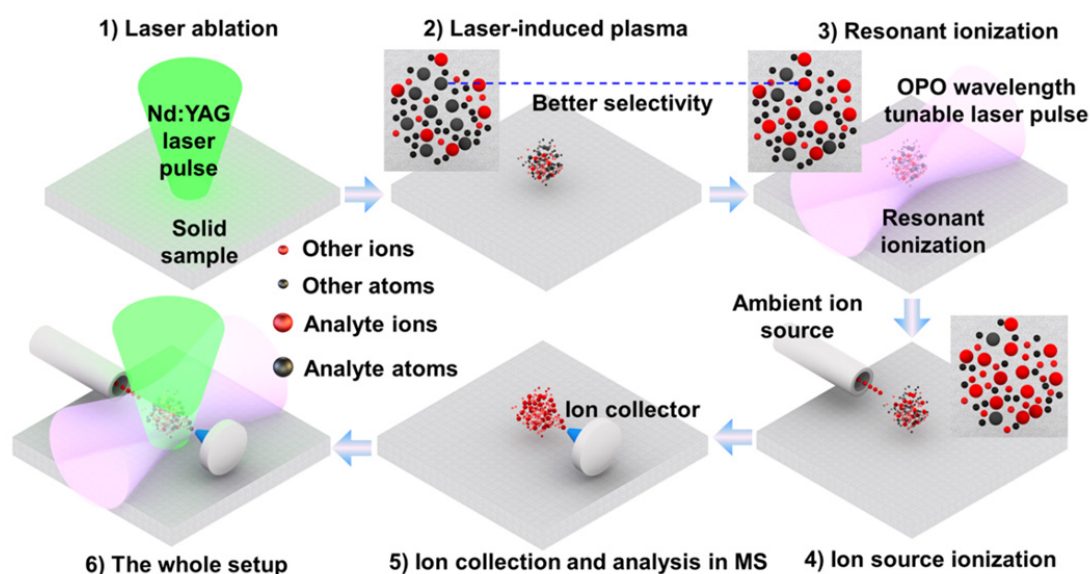 1) Laser ablation
Nd:YAG
laser
pulse
Solid
sample
2) Laser-induced plasma
Better selectivity
3) Resonant ionization
OPO wavelength
tunable laser pulse
Resonant
ionization
Other ions
Other atoms
Analyte ions
Analyte atoms
Ambient ion
source
4) Ion source ionization
Ion collector
5) Ion collection and analysis in MS
6) The whole setup